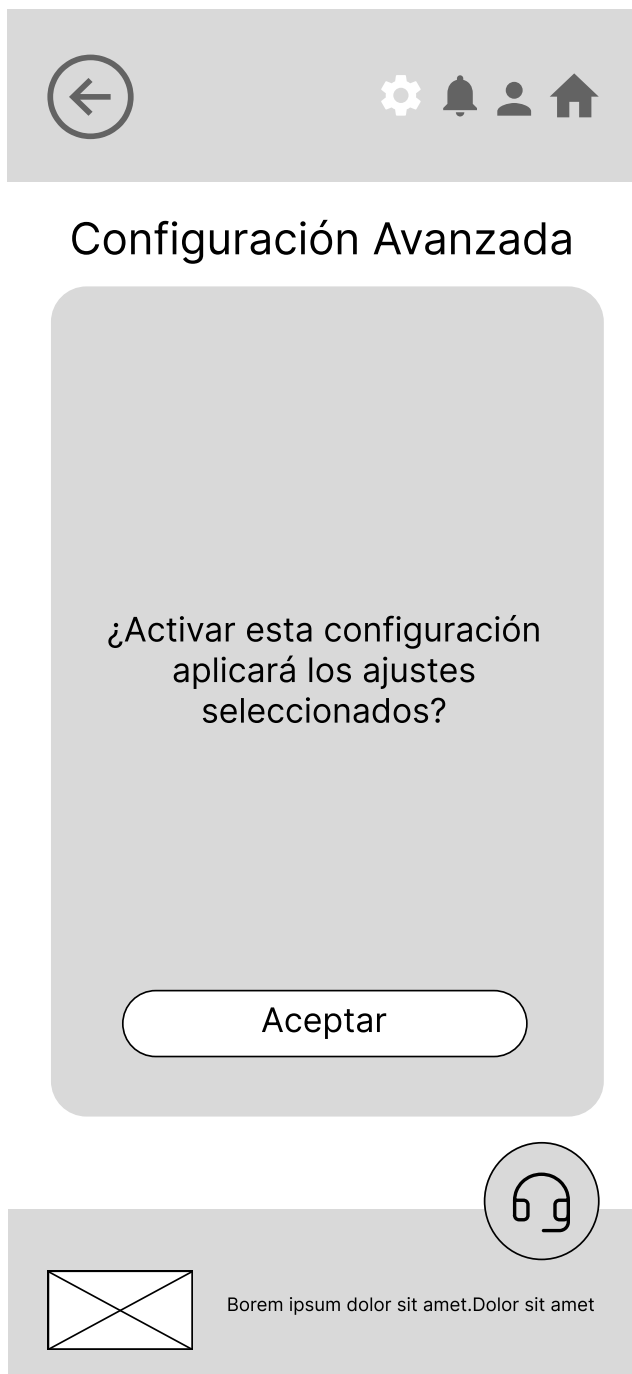 Configuración Avanzada
¿Activar esta configuración
aplicará los ajustes
seleccionados?
Aceptar
Borem ipsum dolor sit amet.Dolor sit amet